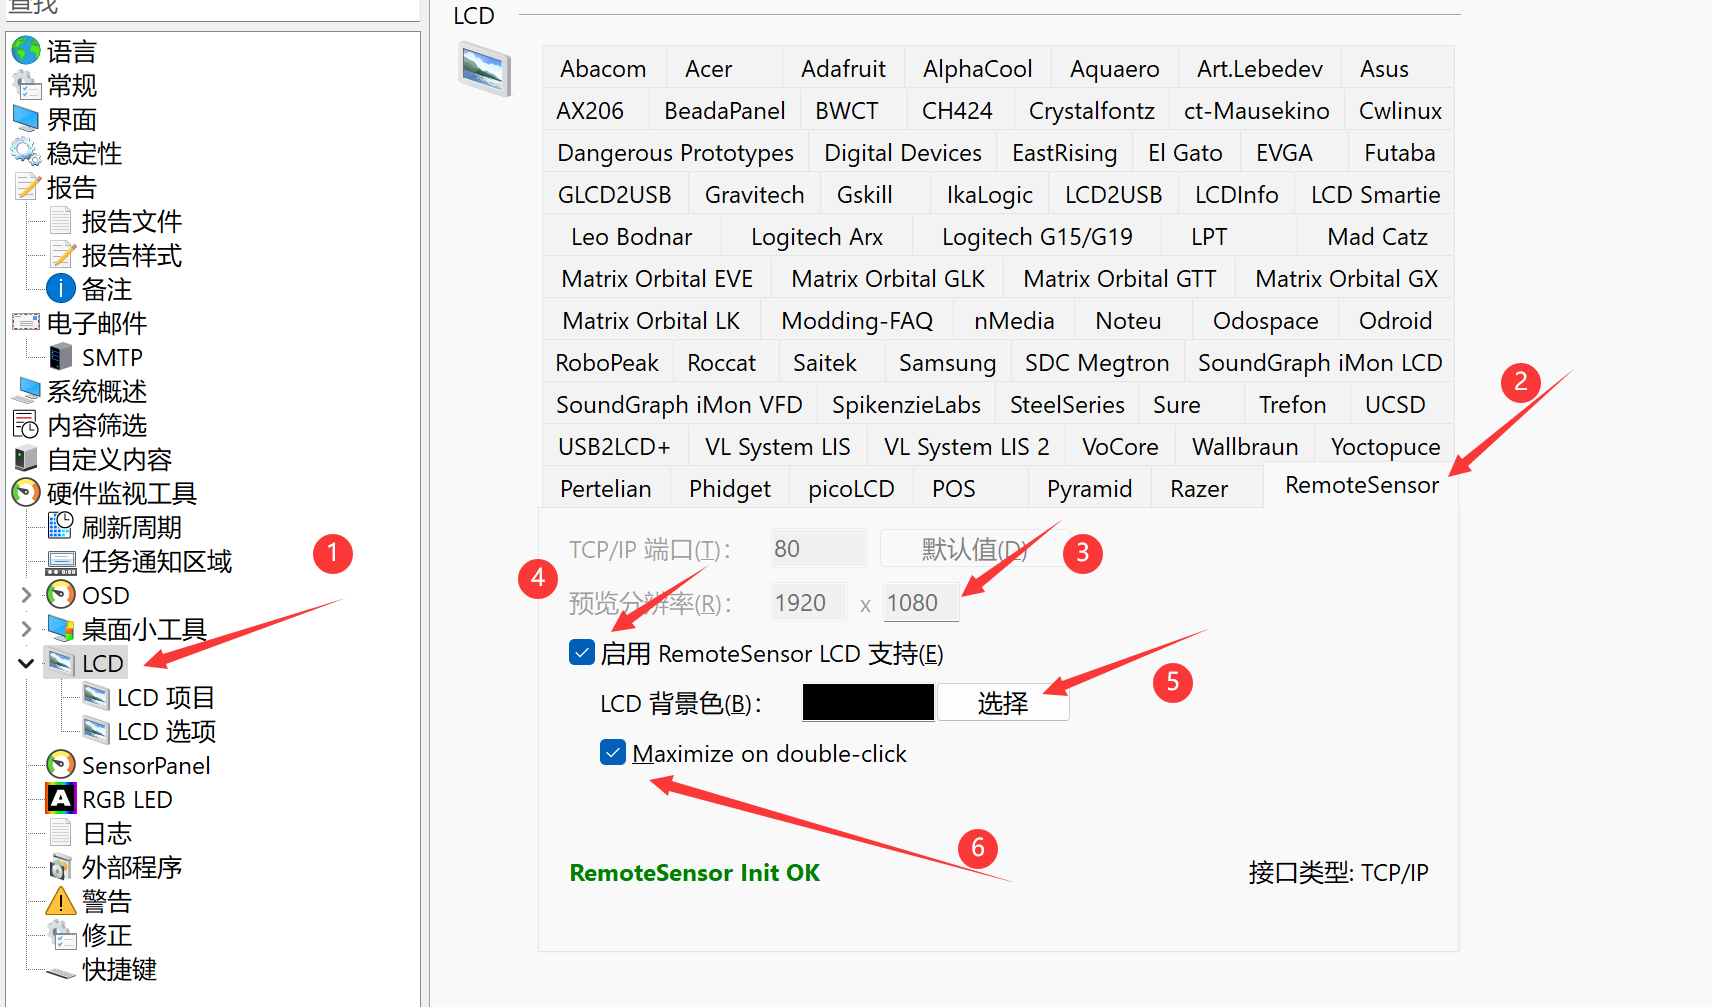 查找
语言
常规
界面
稳定性
报告
报告文件
报告样式
备注
电子邮件
SMTP
系统概述
内容筛选
自定义内容
硬件监视工具
刷新周期
任务通知区域
OSD
桌面小工具
LCD
LCD 项目
LCD 选项
SensorPanel
RGB LED
日志
外部程序
警告
修正
快捷键
1
LCD
Abacom Acer Adafruit AlphaCool Aquaero Art.Lebedev Asus
AX206 BeadaPanel BWCT CH424 Crystalfontz ct-Mausekino Cwlinux
Dangerous Prototypes Digital Devices EastRising El Gato EVGA Futaba
GLCD2USB Gravitech Gskill IkaLogic LCD2USB LCDInfo LCD Smartie
Leo Bodnar Logitech Arx Logitech G15/G19 LPT Mad Catz
Matrix Orbital EVE Matrix Orbital GLK Matrix Orbital GTT Matrix Orbital GX
Matrix Orbital LK Modding-FAQ nMedia Noteu Odospace Odroid
RoboPeak Roccat Saitek Samsung SDC Megtron SoundGraph iMon LCD
SoundGraph iMon VFD SpikenzieLabs SteelSeries Sure Trefon UCSD
USB2LCD+ VL System LIS VL System LIS 2 VoCore Wallbraun Yoctopuce
Pertelian Phidget picoLCD POS Pyramid Razer RemoteSensor
2
TCP/IP 端口(T): 80 默认值(D)
3
4
预览分辨率(R): 1920 x 1080
启用 RemoteSensor LCD 支持(E)
LCD 背景色(B): 选择
5
Maximize on double-click
6
RemoteSensor Init OK 接口类型: TCP/IP